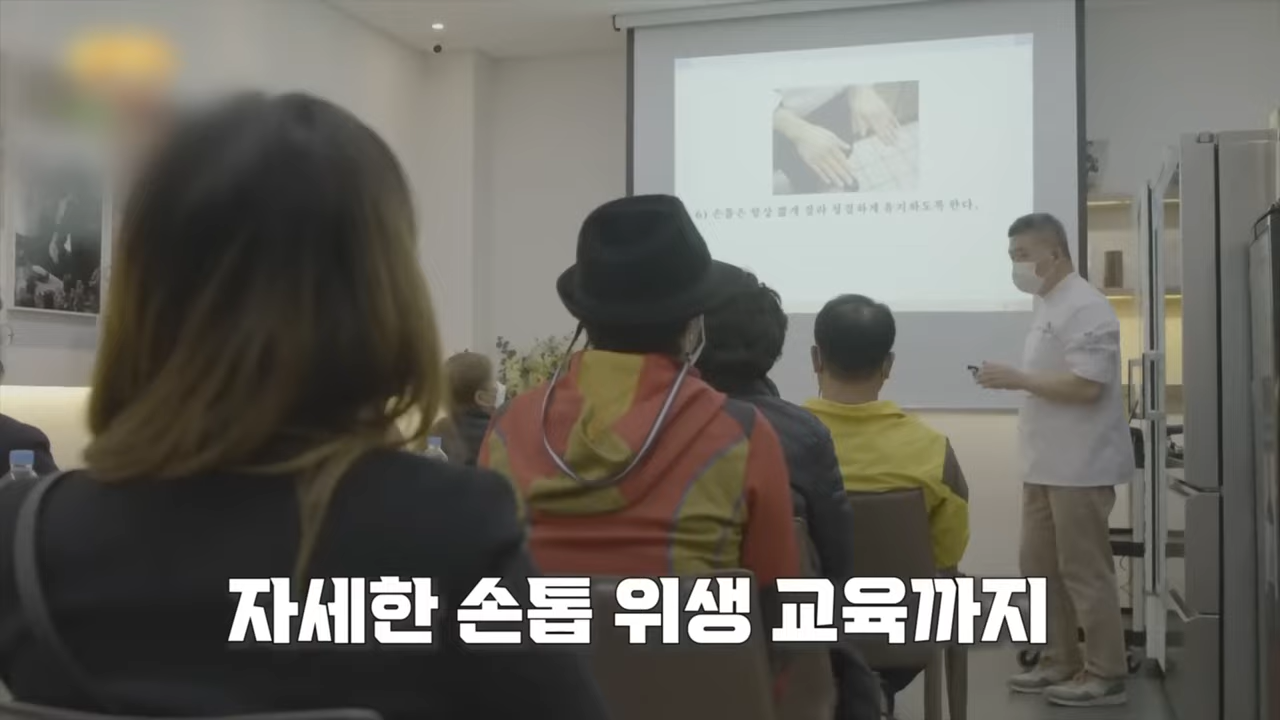 6) 손톱은 항상 짧게 잘라 청결하게 유지하도록 한다.
자세한 손톱 위생 교육까지